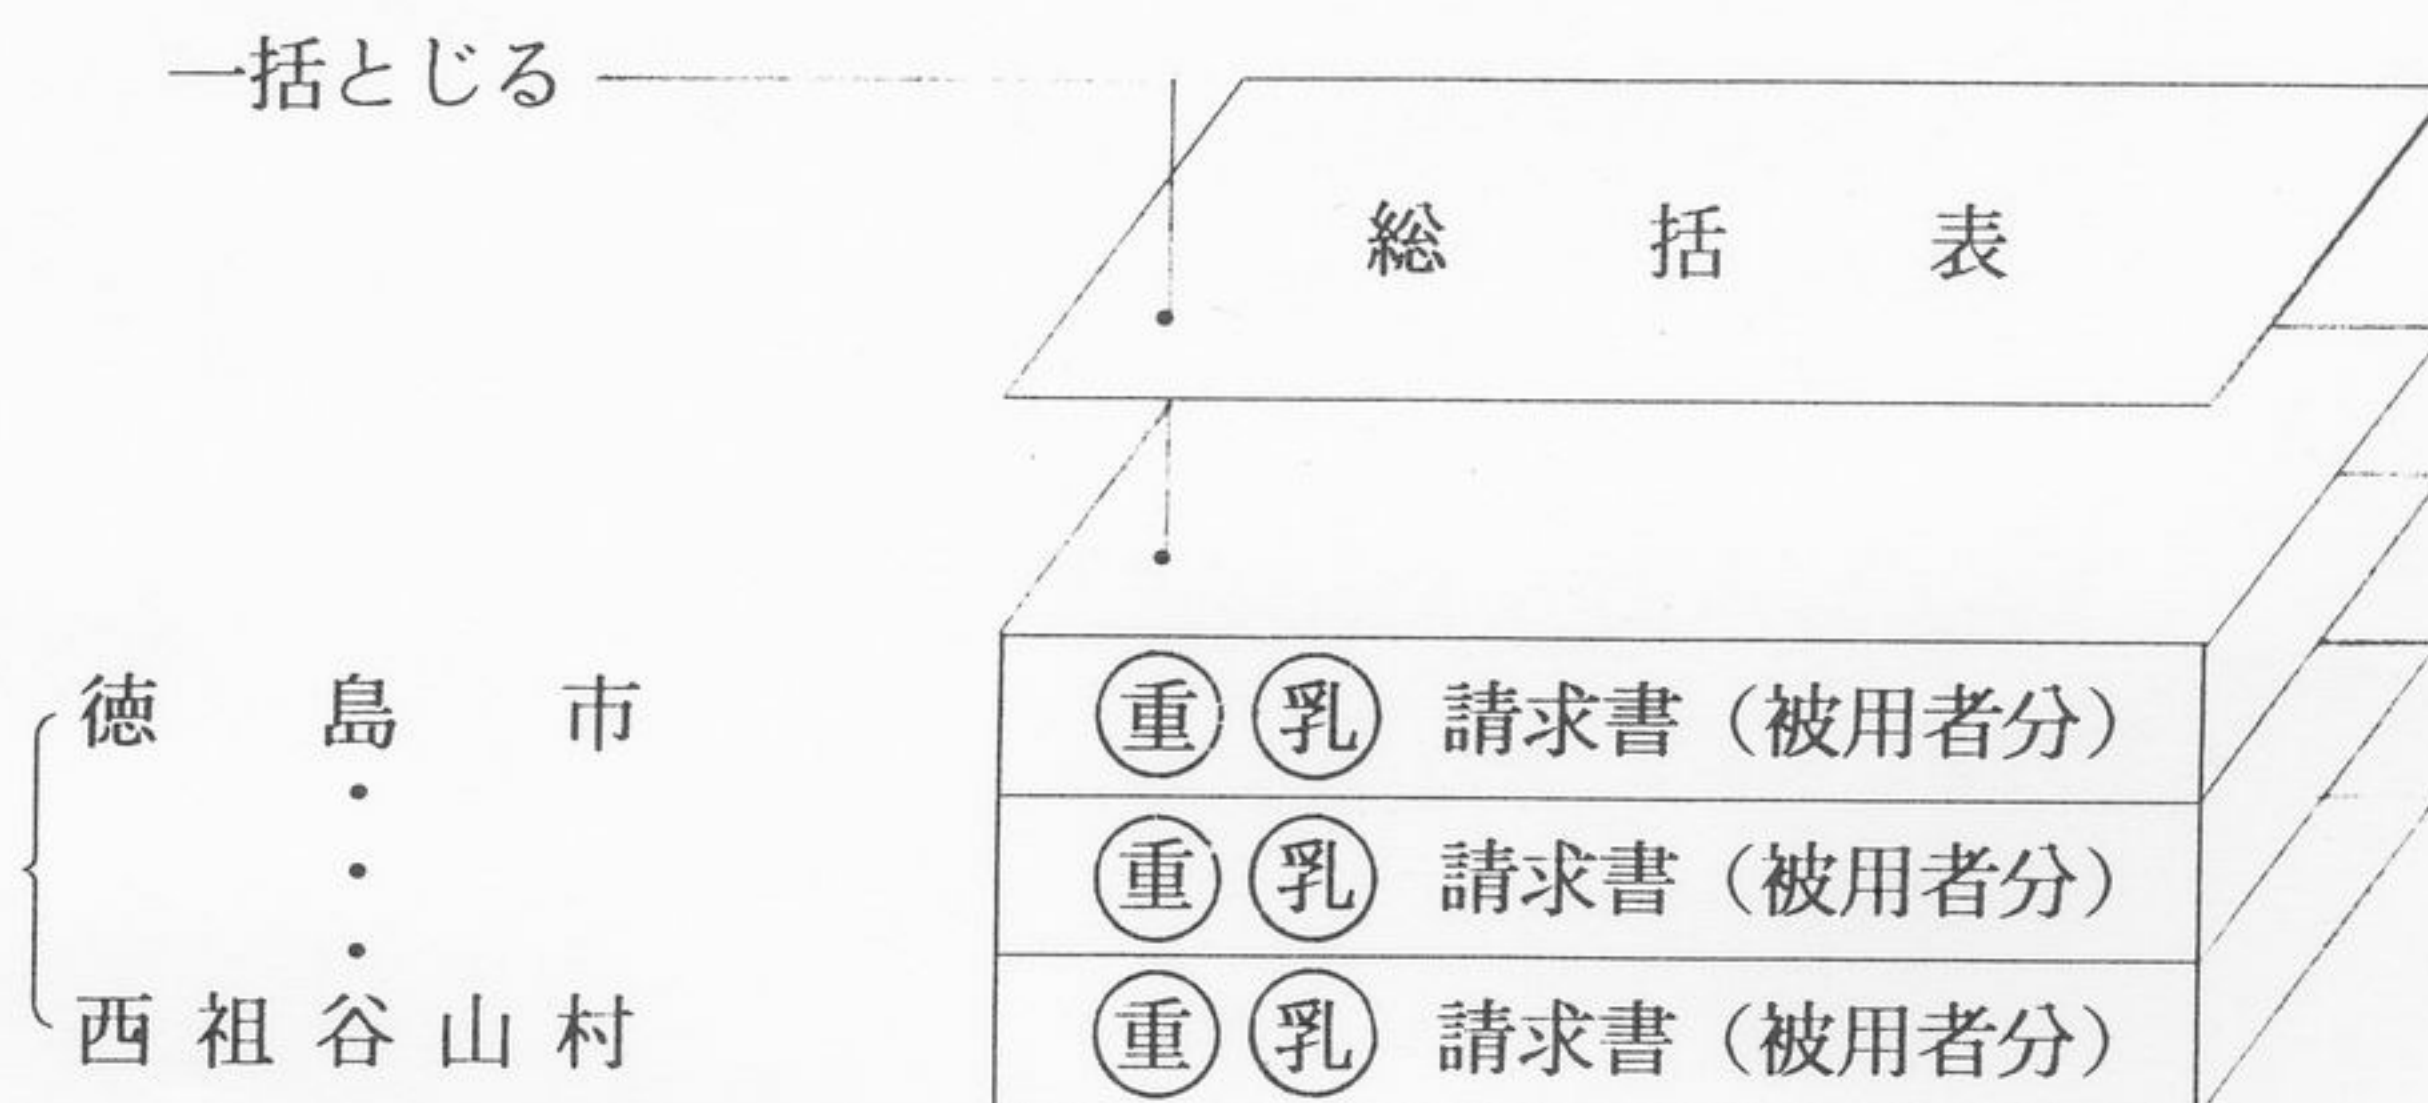 一括とじる
総括表
徳島市
㊥重 乳 請求書（被用者分）
重 乳 請求書（被用者分）
西祖谷山村
重 乳 請求書（被用者分）